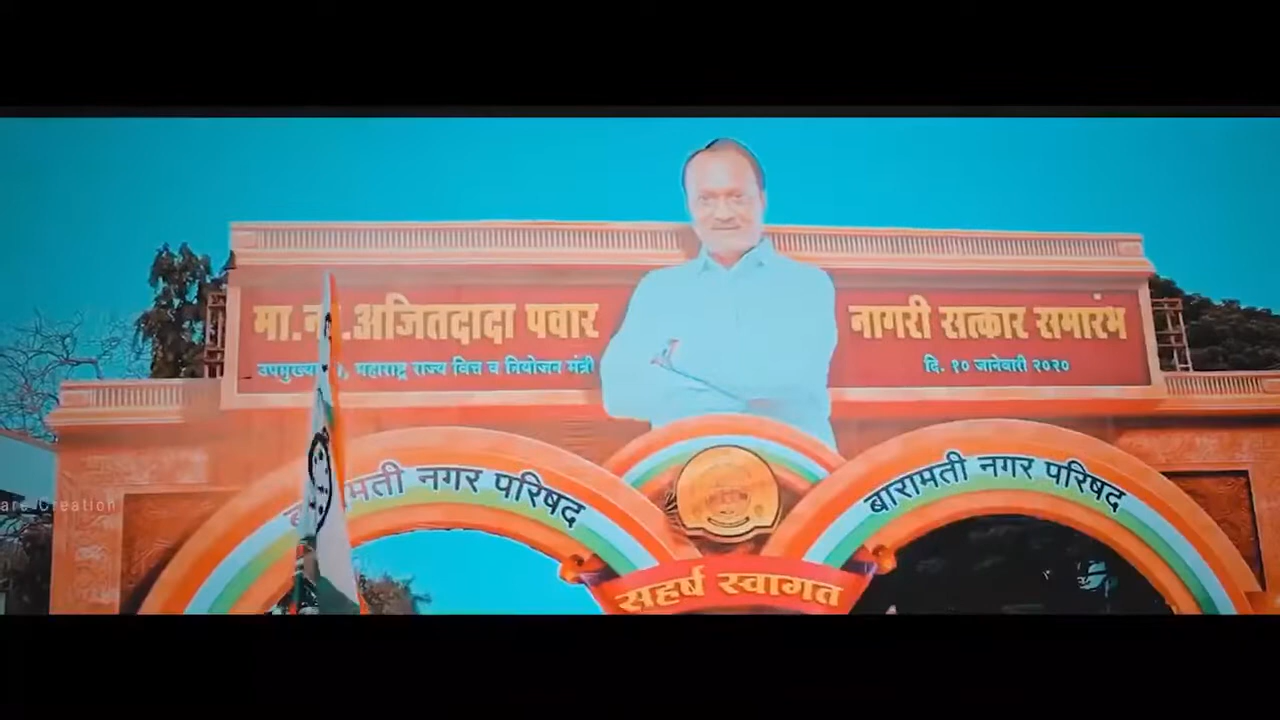 मा.ना.अजितदादा पवार
महाराष्ट्र राज्य वित्त व नियोजन मंत्री
नागरी सत्कार समारंभ
दि. १० जानेवारी २०२०
नगर परिषद
बारामती नगर परिषद
सहर्ष स्वागत
Creation